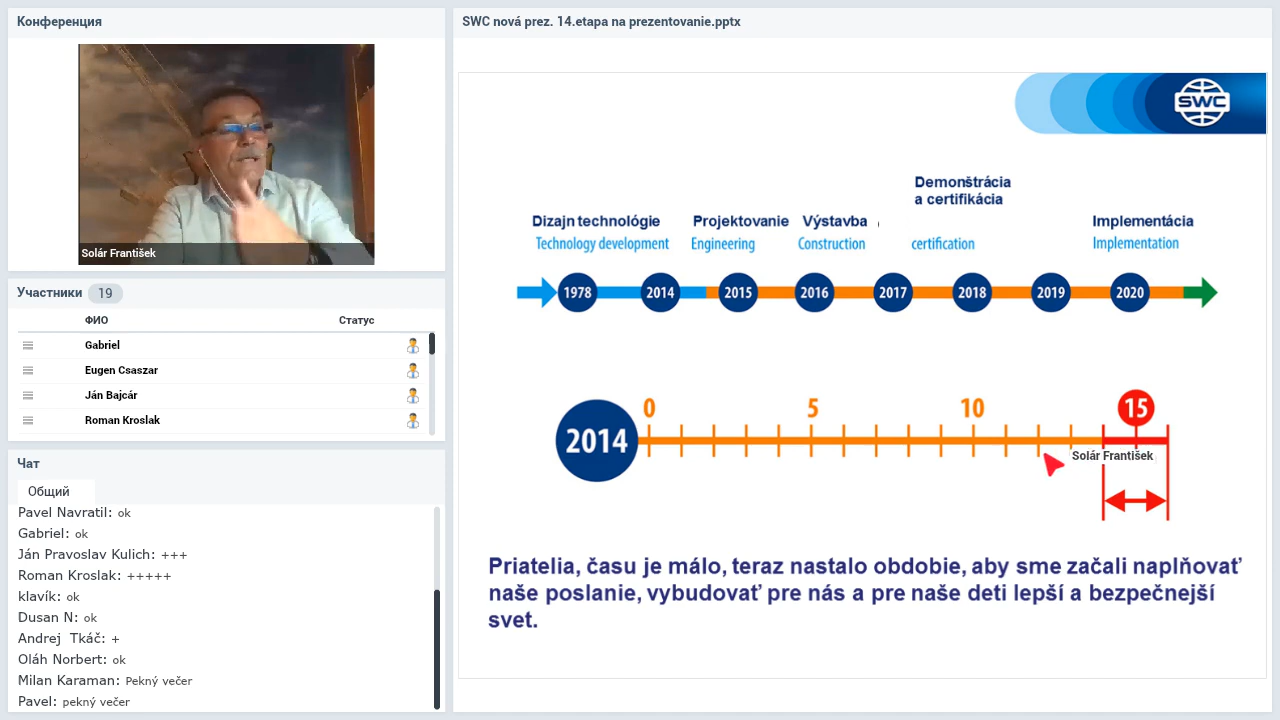 Конференция
Solár František
Участники 19
ФИО Статус
Gabriel
Eugen Csaszar
Ján Bajcár
Roman Kroslak
Чат
Общий
Pavel Navratil: ok
Gabriel: ok
Ján Pravoslav Kulich: +++
Roman Kroslak: +++++
klavík: ok
Dusan N: ok
Andrej Tkáč: +
Oláh Norbert: ok
Milan Karaman: Pekný večer
Pavel: pekný večer
SWC nová prez. 14.etapa na prezentovanie.pptx
SWC
Demonštrácia
a certifikácia
Dizajn technológie Projektovanie Výstavba Implementácia
Technology development Engineering Construction certification Implementation
1978 2014 2015 2016 2017 2018 2019 2020
0 5 10 15
2014
Solár František
Priatelia, času je málo, teraz nastalo obdobie, aby sme začali naplňovať
naše poslanie, vybudovať pre nás a pre naše deti lepší a bezpečnejší
svet.